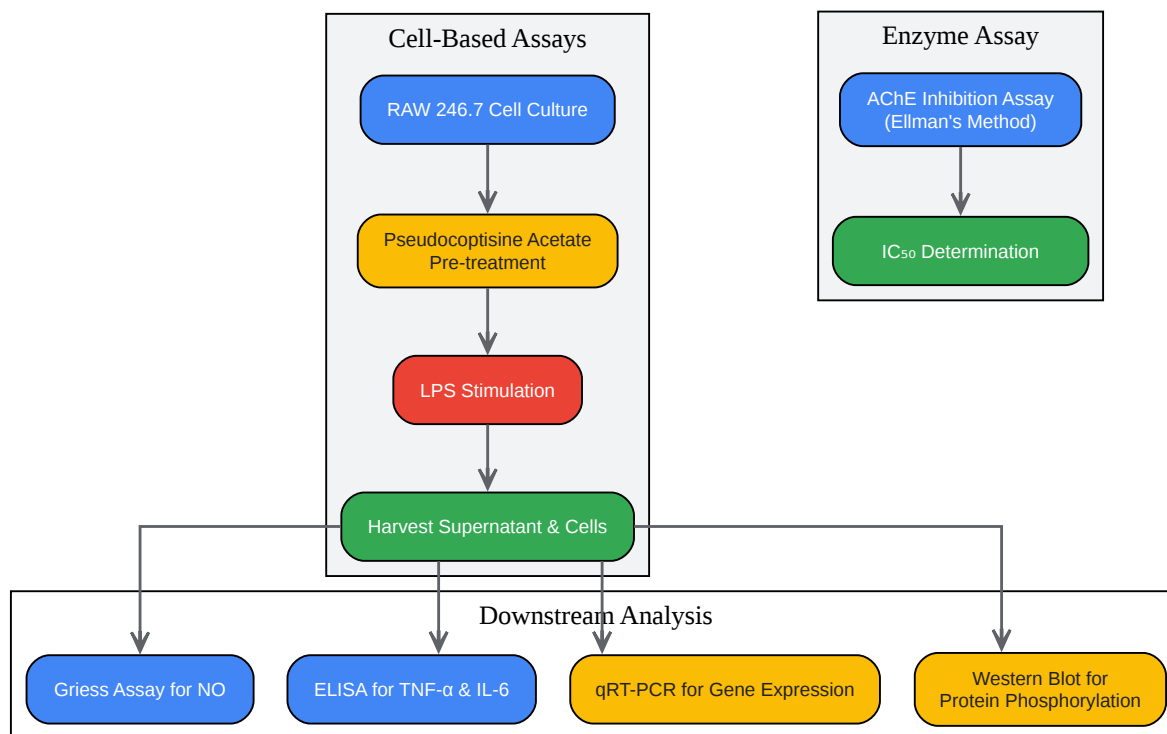 Cell-Based Assays
RAW 246.7 Cell Culture
Pseudocoptisine Acetate
Pre-treatment
LPS Stimulation
Harvest Supernatant & Cells
Enzyme Assay
AChE Inhibition Assay
(Ellman's Method)
IC₅₀ Determination
Downstream Analysis
Griess Assay for NO
ELISA for TNF-α & IL-6
qRT-PCR for Gene Expression
Western Blot for
Protein Phosphorylation